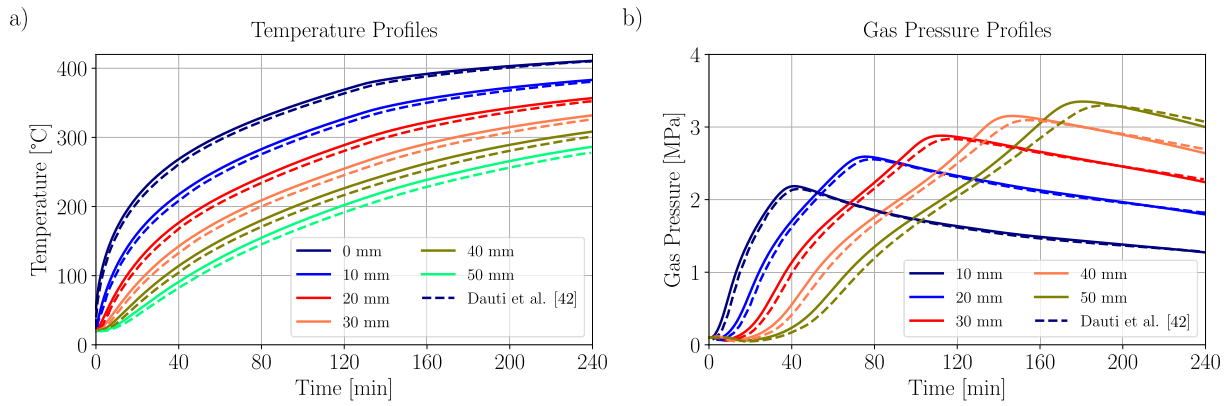 a)
Temperature Profiles
Temperature [°C]
400
300
200
100
0
0 mm
10 mm
20 mm
30 mm
40 mm
50 mm
Dauti et al. [42]
0 40 80 120 160 200 240
Time [min]
b)
Gas Pressure Profiles
Gas Pressure [MPa]
4
3
2
1
0
10 mm
20 mm
30 mm
40 mm
50 mm
Dauti et al. [42]
0 40 80 120 160 200 240
Time [min]